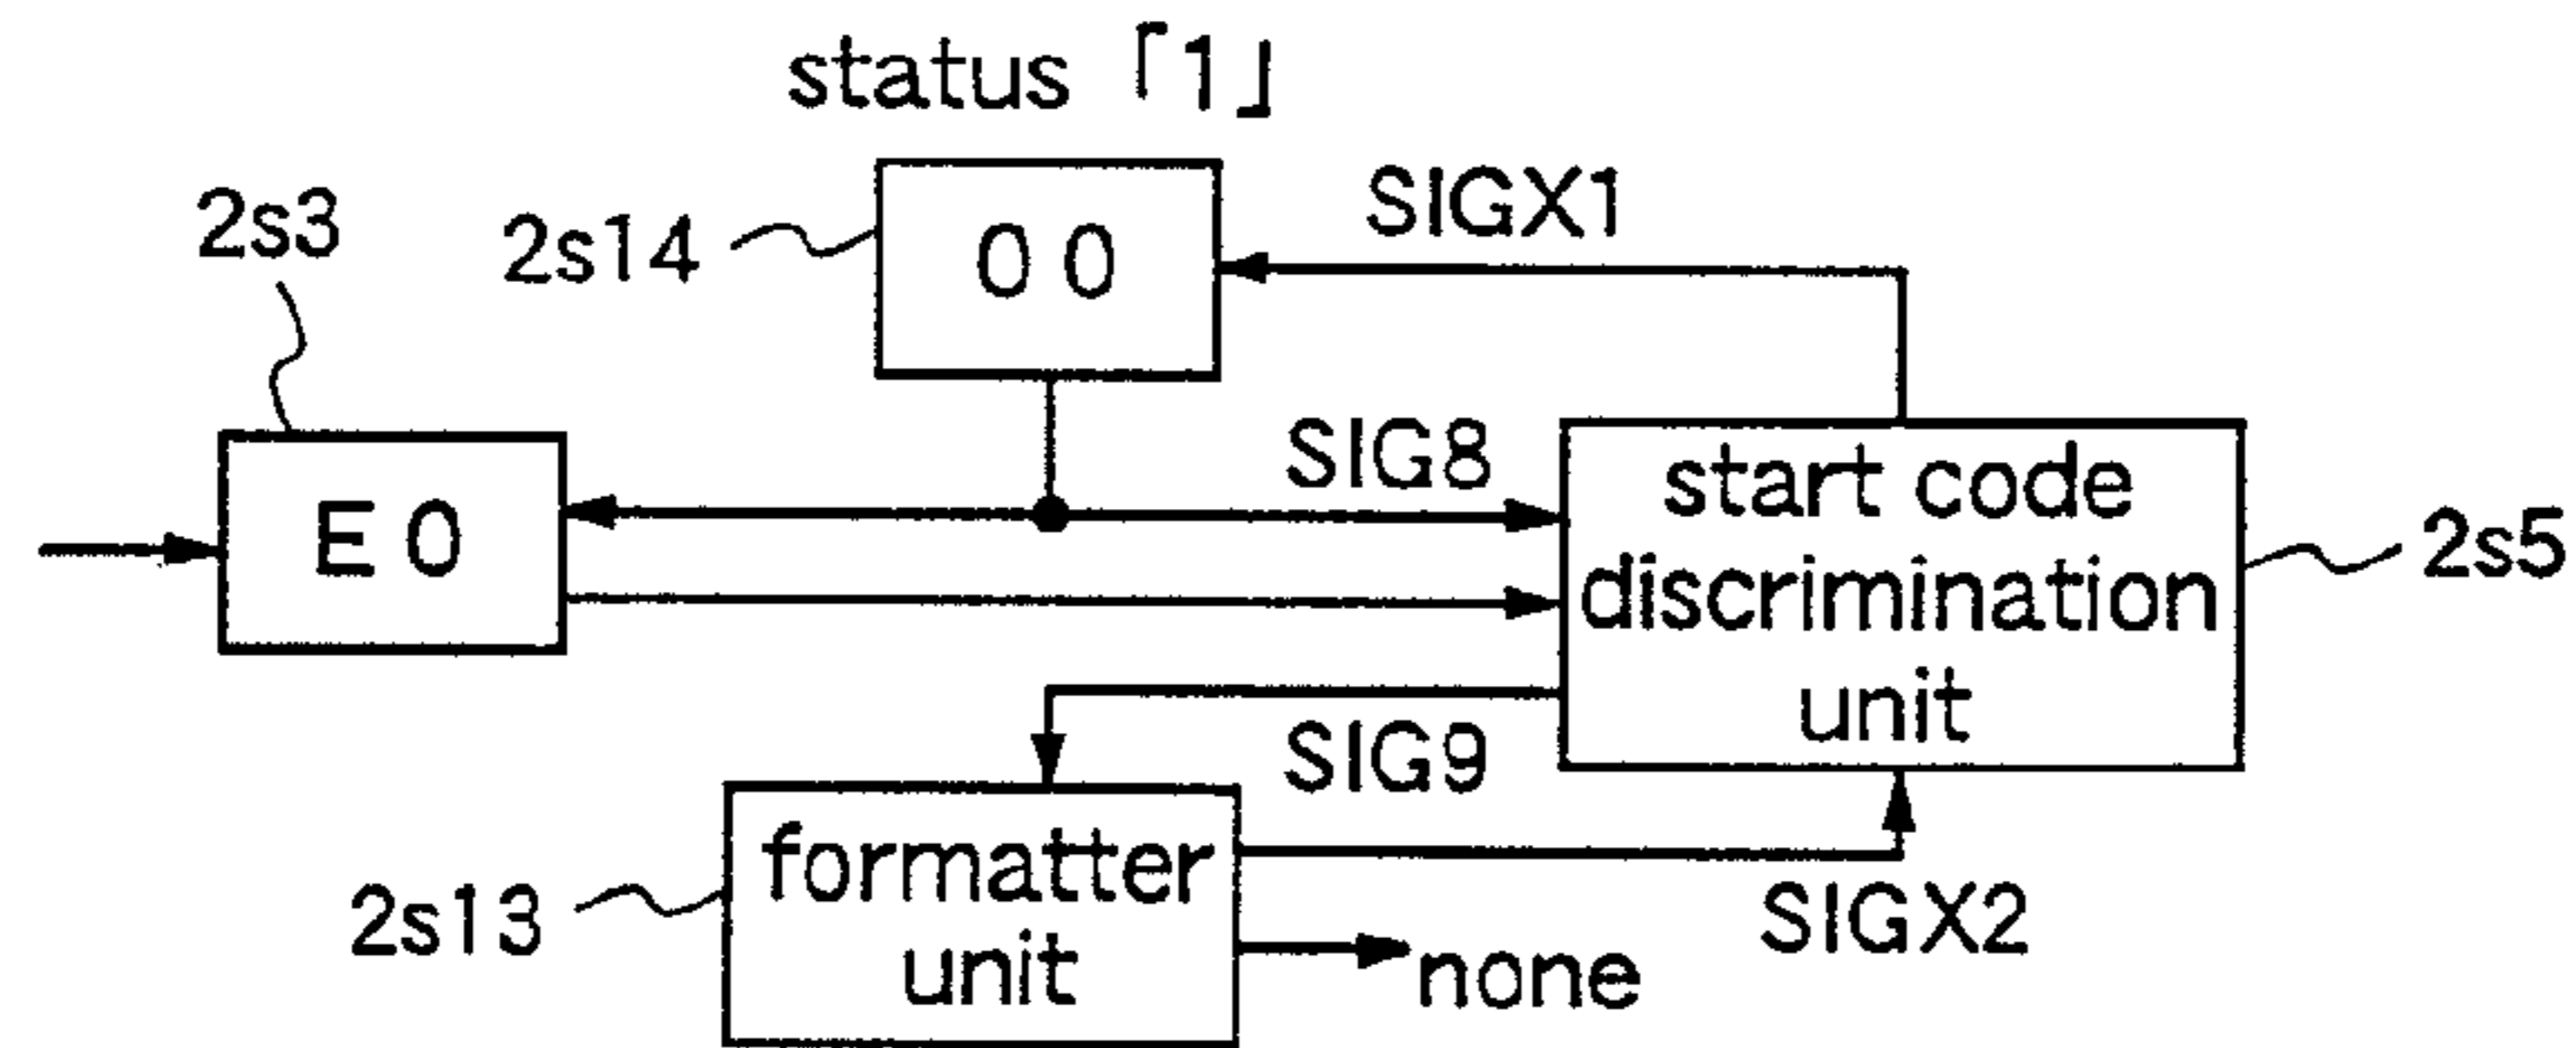 status 「1」
2s3
2s14
0 0
SIGX1
E 0
SIG8
start code
discrimination
unit
2s5
SIG9
2s13
formatter
unit
SIGX2
none